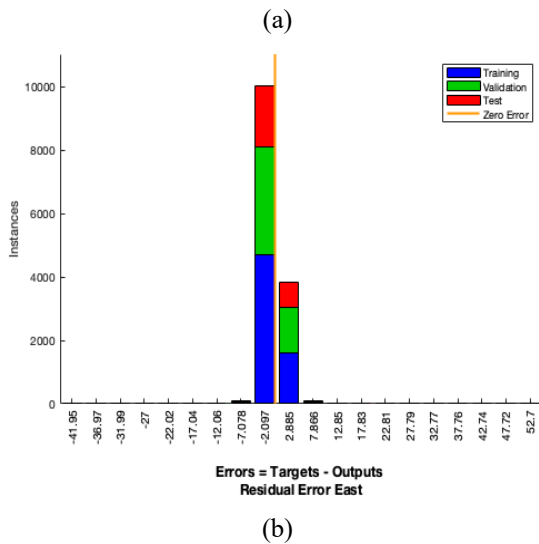 (a)
10000
8000
6000
4000
2000
0
Instances
Training
Validation
Test
Zero Error
-41.95
-36.97
-31.99
-27
-22.02
-17.04
-12.06
-7.078
-2.097
2.885
7.866
12.85
17.83
22.81
27.79
32.77
37.76
42.74
47.72
52.7
Errors = Targets - Outputs
Residual Error East
(b)